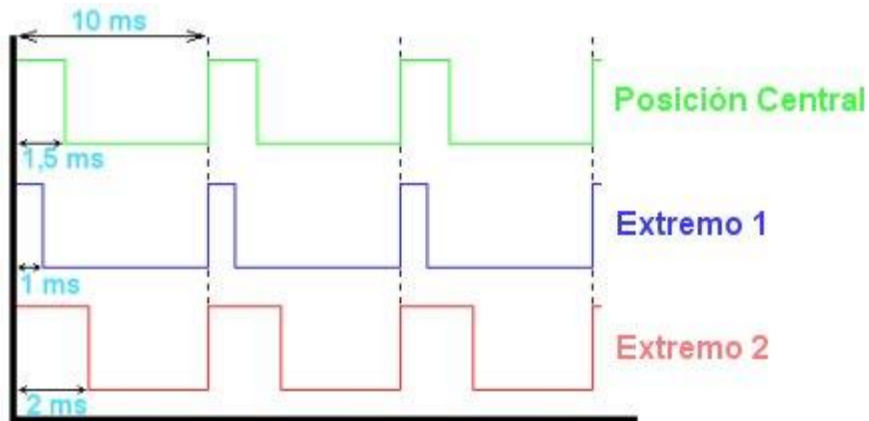 10 ms
Posición Central
1,5 ms
Extremo 1
1 ms
Extremo 2
2 ms